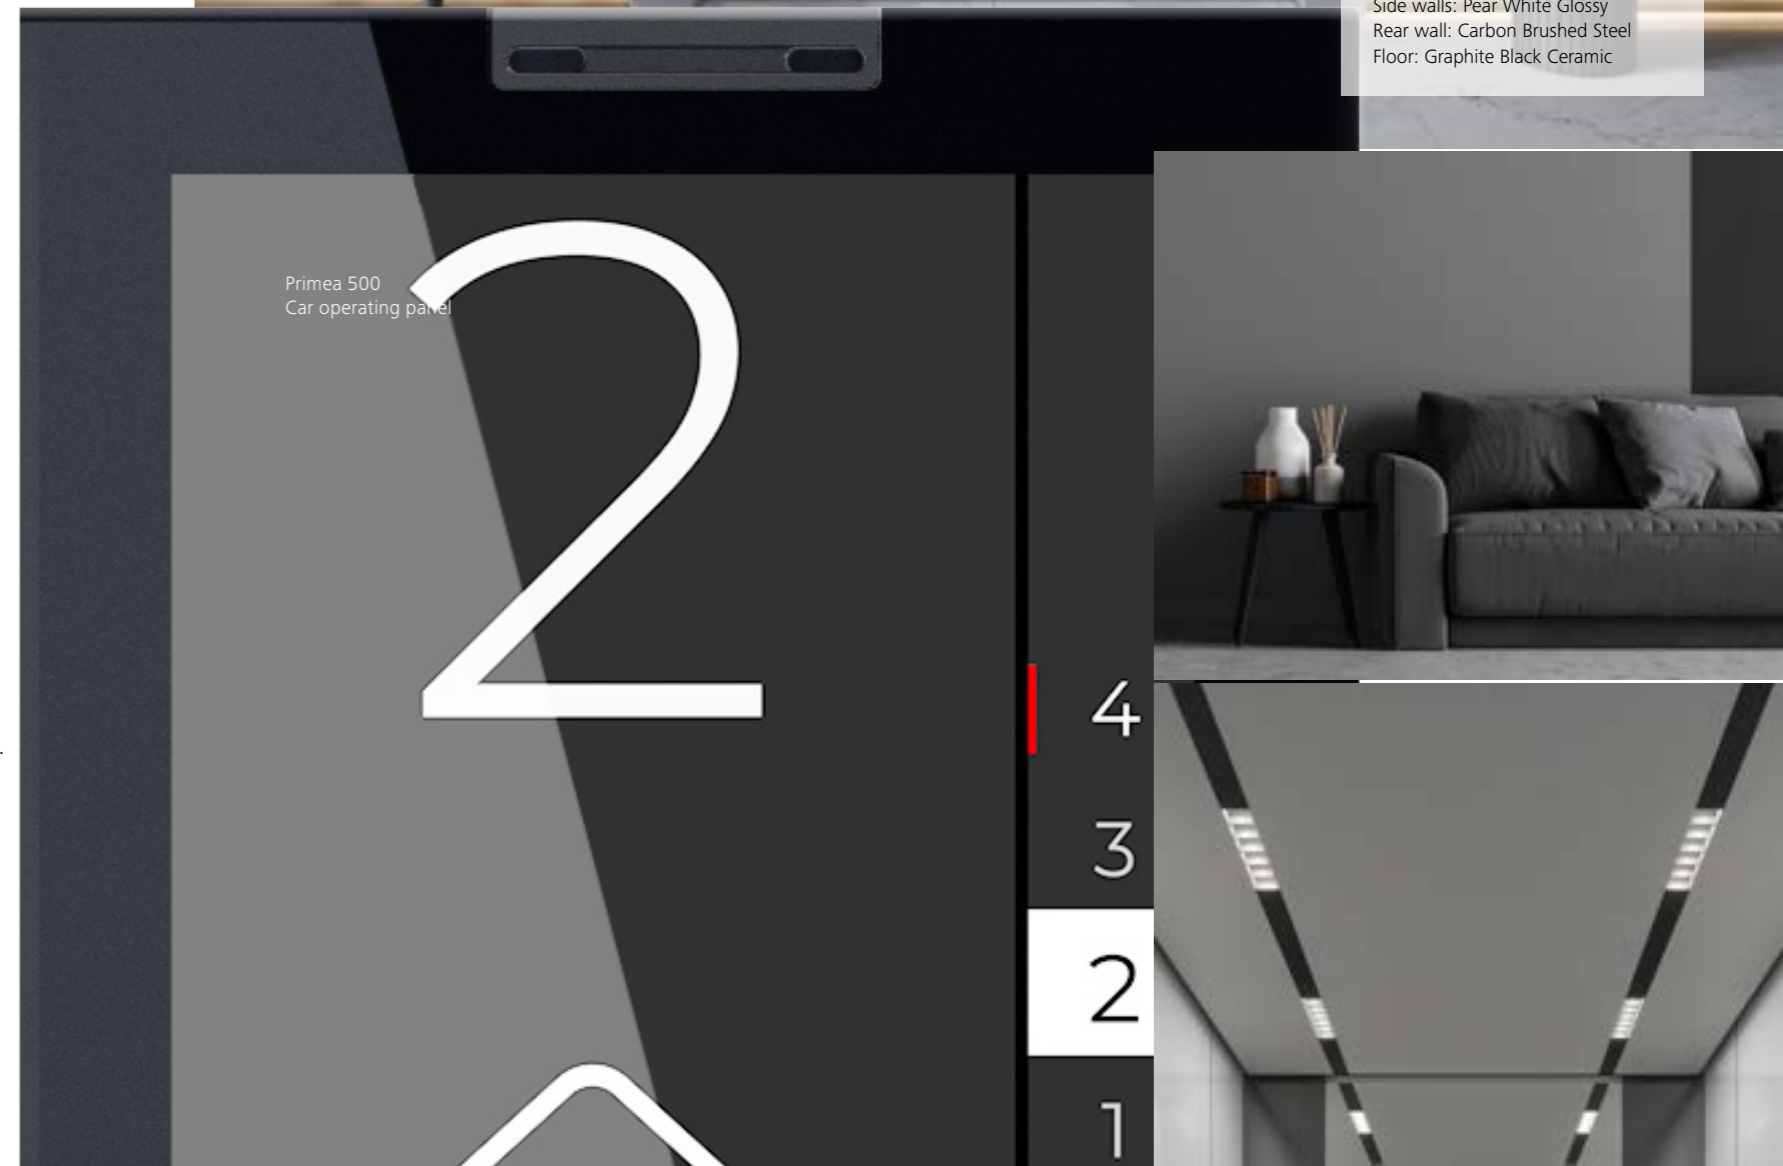 Side walls: Pear White Glossy
Rear wall: Carbon Brushed Steel
Floor: Graphite Black Ceramic
2
Primea 500
Car operating panel
4
3
2
1